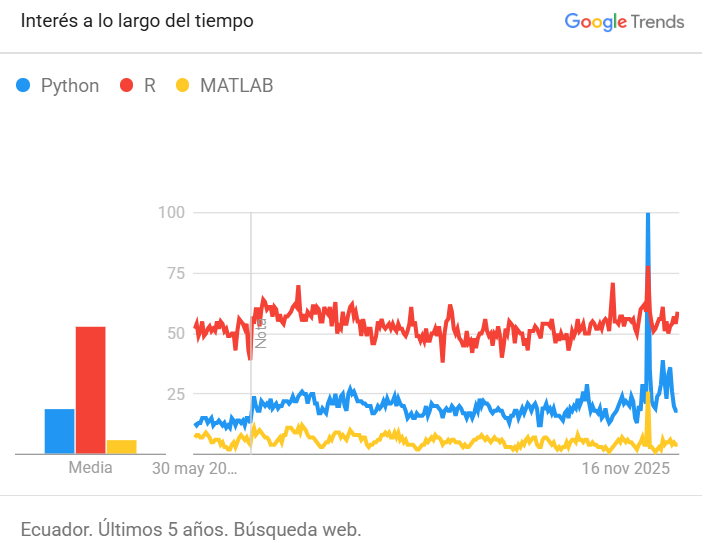 Interés a lo largo del tiempo
Google Trends
Python
R
MATLAB
100
75
50
25
Nota
Media
30 may 20...
16 nov 2025
Ecuador. Últimos 5 años. Búsqueda web.